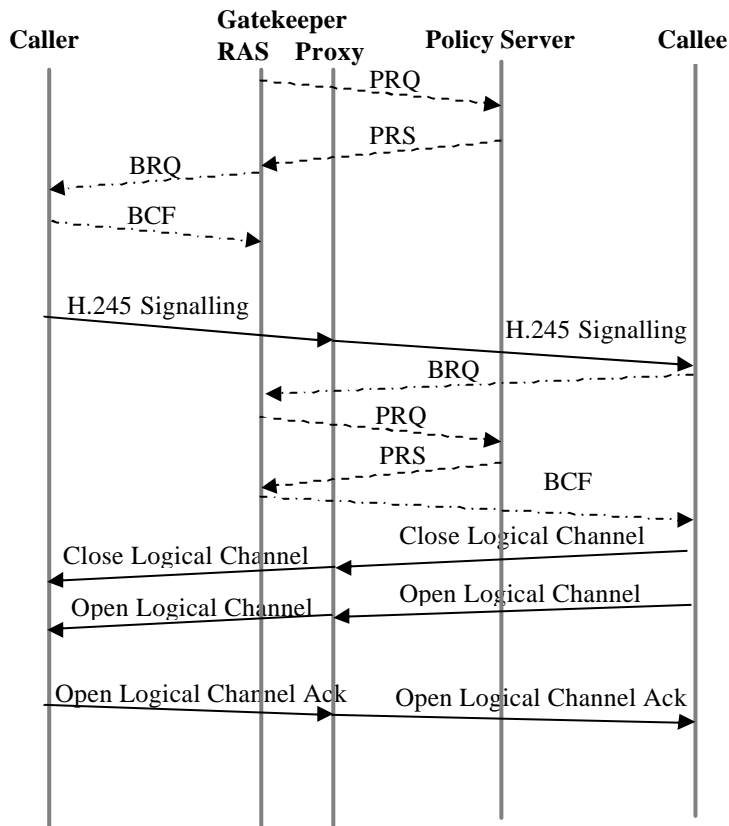 Gatekeeper
Caller
RAS Proxy
Policy Server
Callee
PRQ
PRS
BRQ
BCF
H.245 Signalling
H.245 Signalling
BRQ
PRQ
PRS
BCF
Close Logical Channel
Close Logical Channel
Open Logical Channel
Open Logical Channel
Open Logical Channel Ack
Open Logical Channel Ack